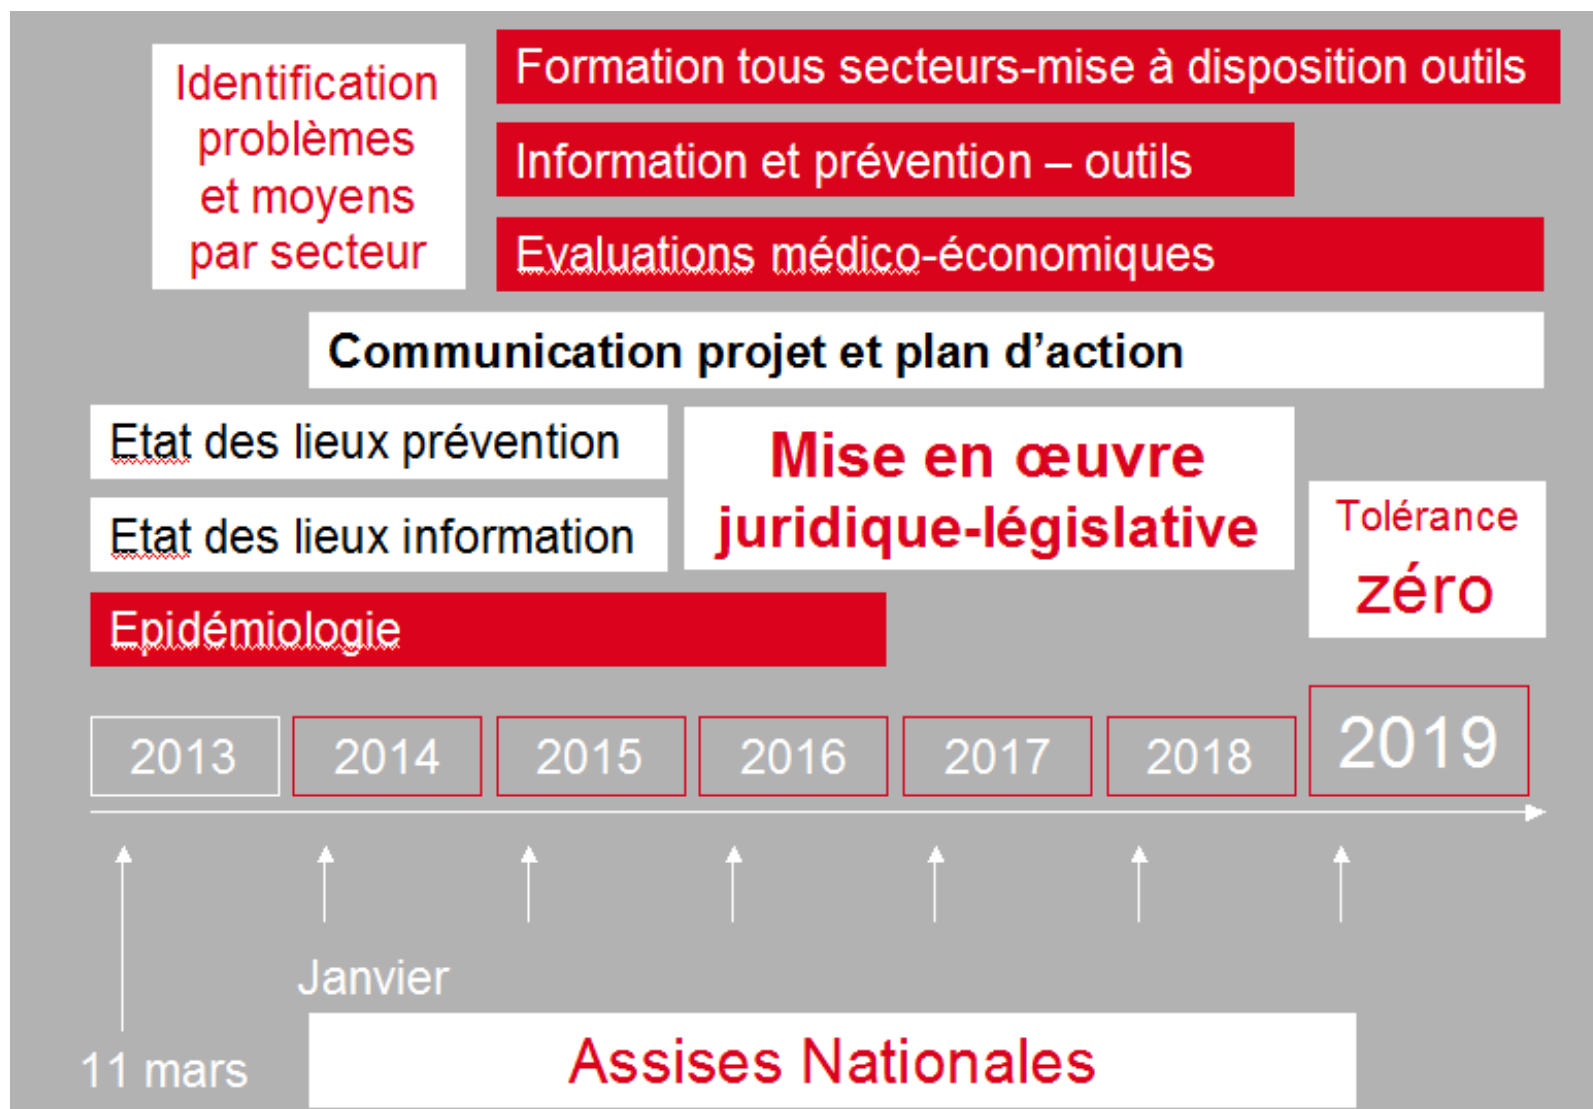 Identification
problèmes
et moyens
par secteur
Formation tous secteurs-mise à disposition outils
Information et prévention – outils
Evaluations médico-économiques
Communication projet et plan d'action
Etat des lieux prévention
Etat des lieux information
Mise en œuvre
juridique-législative
Tolérance
zéro
Epidémiologie
2013
2014
2015
2016
2017
2018
2019
Janvier
11 mars
Assises Nationales